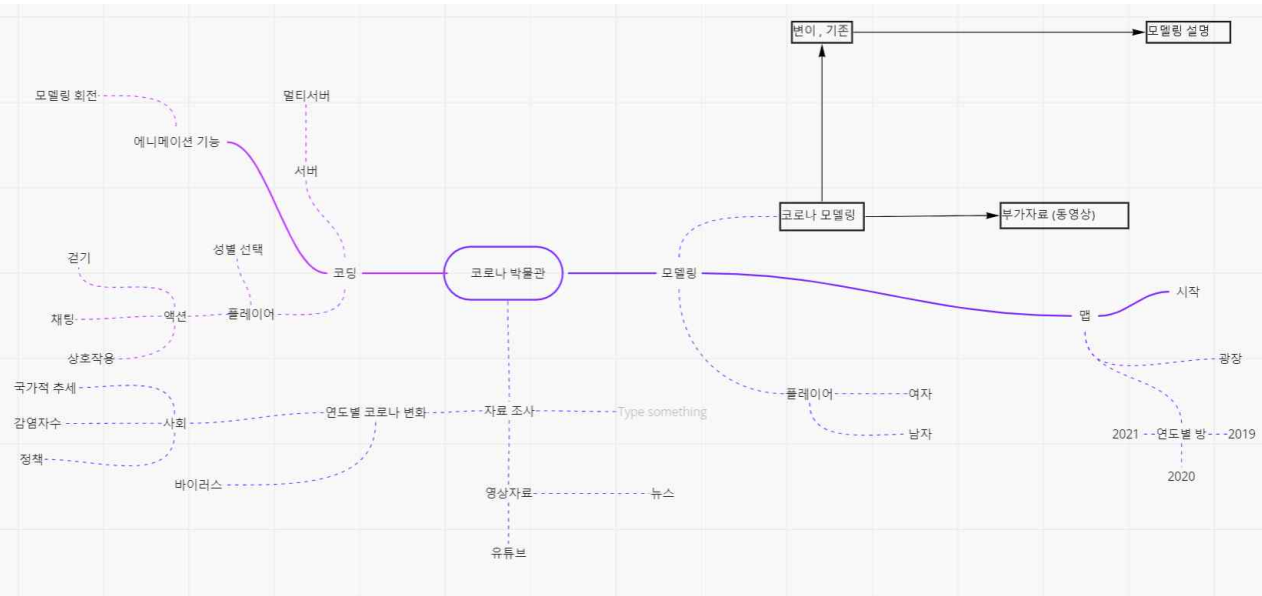 변이 , 기존
모델링 설명
모델링 회전
멀티서버
에니메이션 기능
서버
코로나 모델링
부가자료 (동영상)
성별 선택
걷기
코딩
코로나 박물관
모델링
시작
채팅
액션
플레이어
맵
상호작용
광장
국가적 추세
플레이어
여자
연도별 코로나 변화
자료 조사
Type something
감염자수
사회
남자
2021
연도별 방
2019
정책
2020
바이러스
영상자료
뉴스
유튜브